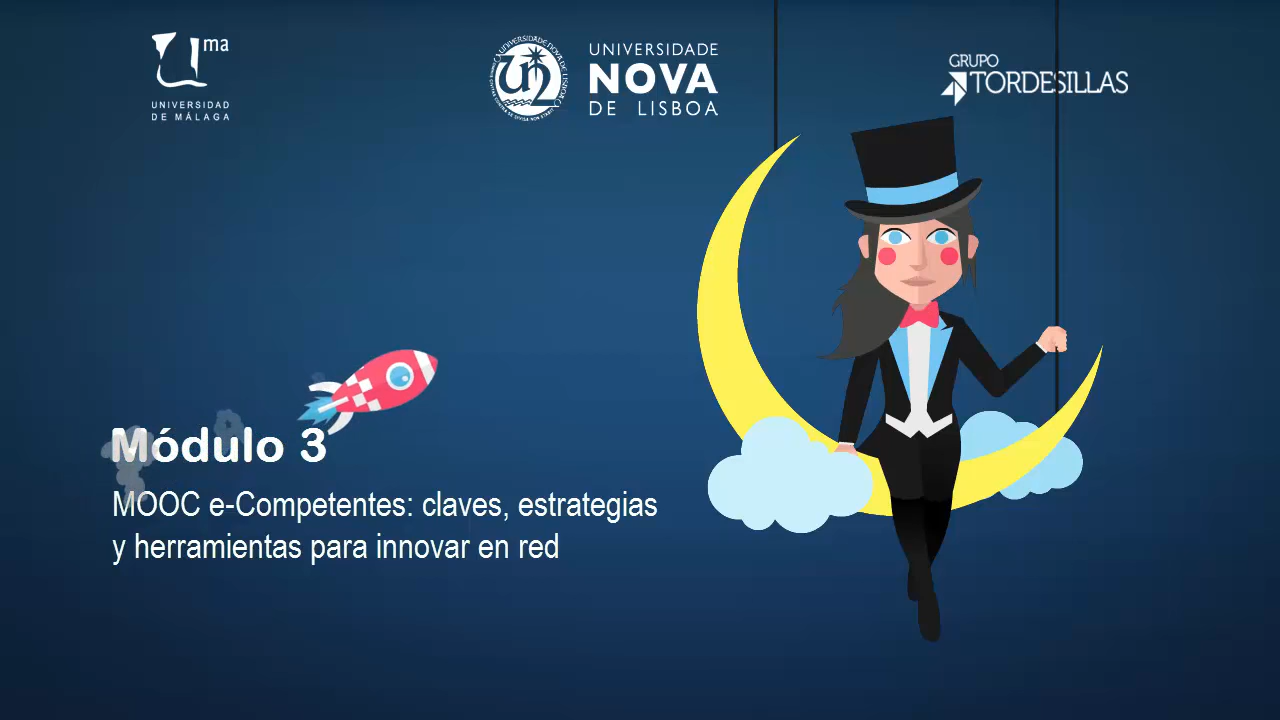 uma
UNIVERSIDAD
DE MÁLAGA
UNIVERSIDADE
NOVA
DE LISBOA
GRUPO
TORDESILLAS
Módulo 3
MOOC e-Competentes: claves, estrategias
y herramientas para innovar en red